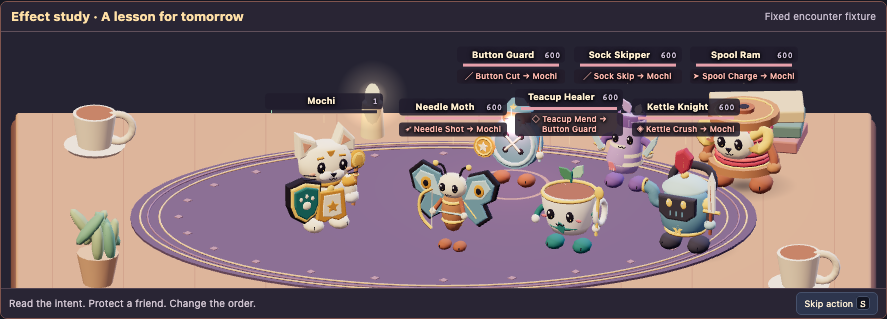 Effect study · A lesson for tomorrow
Fixed encounter fixture
Button Guard 600
Button Cut → Mochi
Sock Skipper 600
Sock Skip → Mochi
Spool Ram 600
Spool Charge → Mochi
Mochi 1
Needle Moth 600
Needle Shot → Mochi
Teacup Healer 600
Teacup Mend →
Button Guard
Kettle Knight 600
Kettle Crush → Mochi
Read the intent. Protect a friend. Change the order.
Skip action S